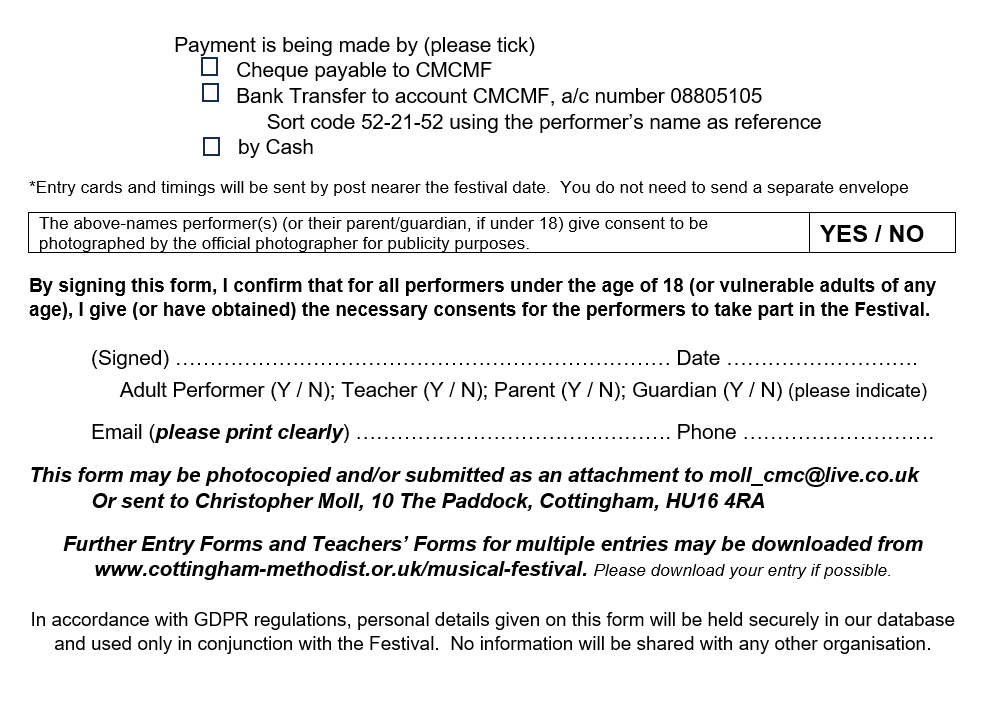 Payment is being made by (please tick)
Cheque payable to CMCMF
Bank Transfer to account CMCMF, a/c number 08805105
Sort code 52-21-52 using the performer’s name as reference
by Cash
*Entry cards and timings will be sent by post nearer the festival date.  You do not need to send a separate envelope
The above-names performer(s) (or their parent/guardian, if under 18) give consent to be
photographed by the official photographer for publicity purposes.
YES / NO
By signing this form, I confirm that for all performers under the age of 18 (or vulnerable adults of any
age), I give (or have obtained) the necessary consents for the performers to take part in the Festival.
(Signed) ……………………………………………………………… Date ……………………….
Adult Performer (Y / N); Teacher (Y / N); Parent (Y / N); Guardian (Y / N) (please indicate)
Email (please print clearly) ………………………………………. Phone ……………………….
This form may be photocopied and/or submitted as an attachment to moll_cmc@live.co.uk
Or sent to Christopher Moll, 10 The Paddock, Cottingham, HU16 4RA
Further Entry Forms and Teachers’ Forms for multiple entries may be downloaded from
www.cottingham-methodist.or.uk/musical-festival. Please download your entry if possible.
In accordance with GDPR regulations, personal details given on this form will be held securely in our database
and used only in conjunction with the Festival.  No information will be shared with any other organisation.